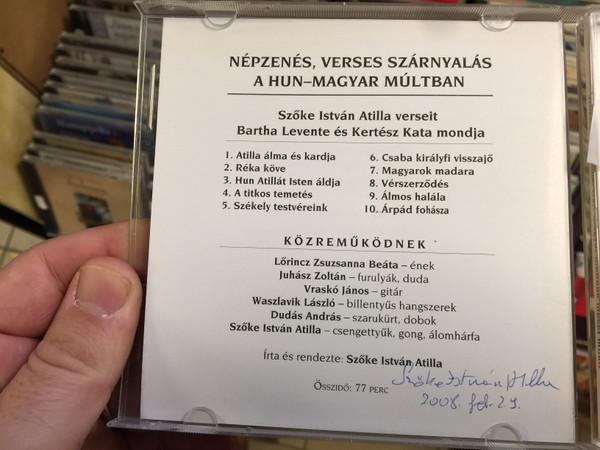 NÉPZENÉS, VERSES SZÁRNYALÁS
A HUN–MAGYAR MÚLTBAN
Szőke István Atilla verseit
Bartha Levente és Kertész Kata mondja
1. Atilla álma és kardja
2. Réka köve
3. Hun Atillát Isten áldja
4. A titkos temetés
5. Székely testvéreink
6. Csaba királyfi visszajő
7. Magyarok madara
8. Vérszerződés
9. Álmos halála
10. Árpád fohásza
KÖZREMŰKÖDNEK
Lőrincz Zsuzsanna Beáta – ének
Juhász Zoltán – furulyák, duda
Vraskó János – gitár
Waszlavik László – billentyűs hangszerek
Dudás András – szarukürt, dobok
Szőke István Atilla – csengettyűk, gong, álomhárfa
Írta és rendezte: Szőke István Atilla
ÖSSZIDŐ: 77 PERC
Szőke István Atilla
2008. feb. 29.